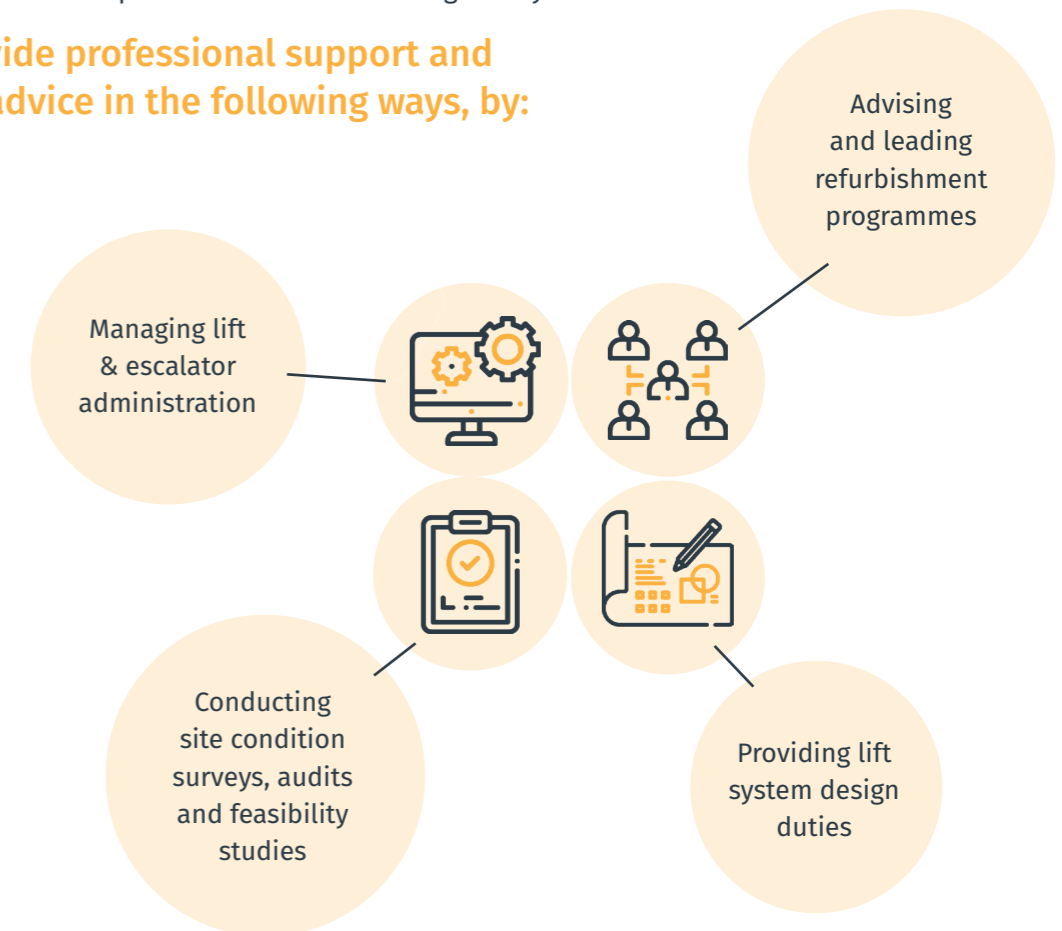 vide professional support and
advice in the following ways, by:
Advising
and leading
refurbishment
programmes
Managing lift
& escalator
administration
Conducting
site condition
surveys, audits
and feasibility
studies
Providing lift
system design
duties